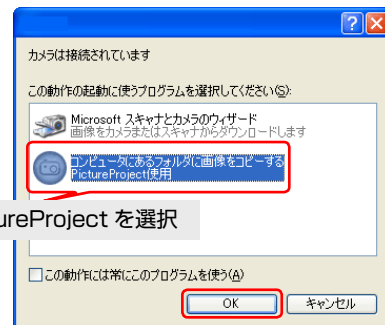 カメラは接続されています
この動作の起動に使うプログラムを選択してください(S):
Microsoft スキャナとカメラのウィザード
画像をカメラまたはスキャナからダウンロードします
コンピュータにあるフォルダに画像をコピーする
PictureProject使用
ureProject を選択
この動作には常にこのプログラムを使う(A)
OK
キャンセル